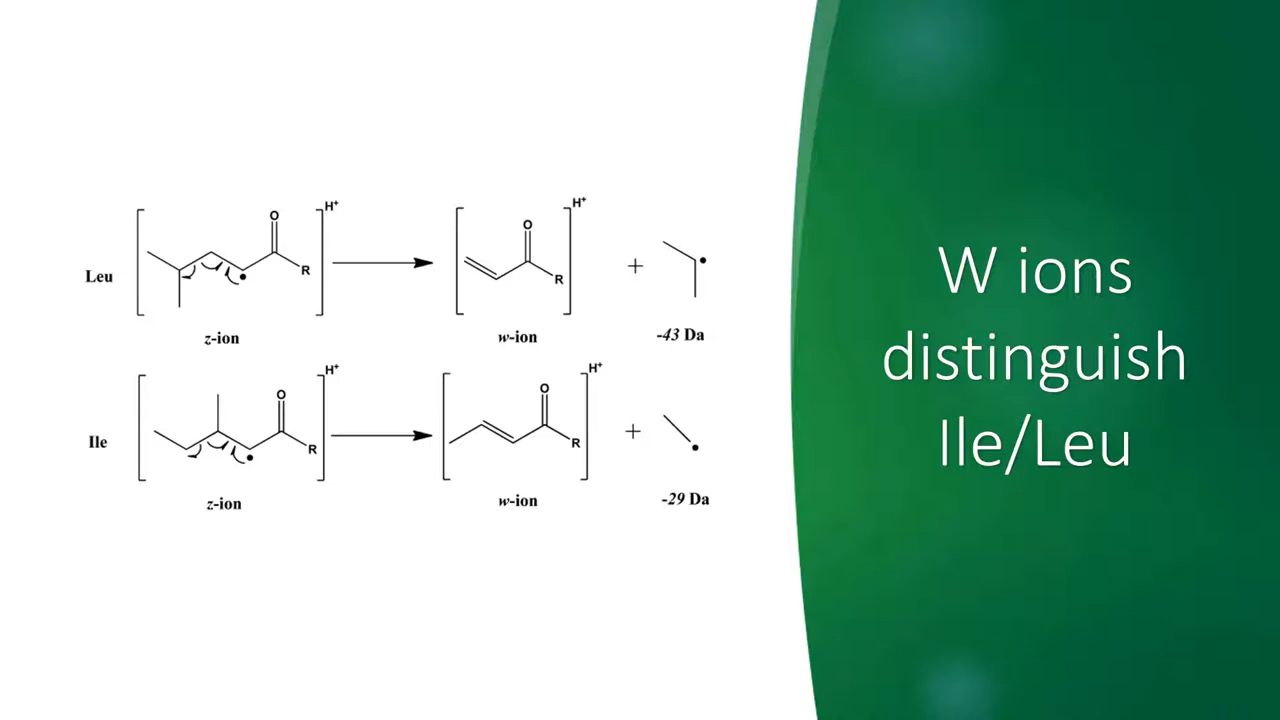 O
H+
Leu
R
z-ion
O
H+
R
w-ion
+
-43 Da
O
H+
Ile
R
z-ion
O
H+
R
w-ion
+
-29 Da
W ions
distinguish
Ile/Leu